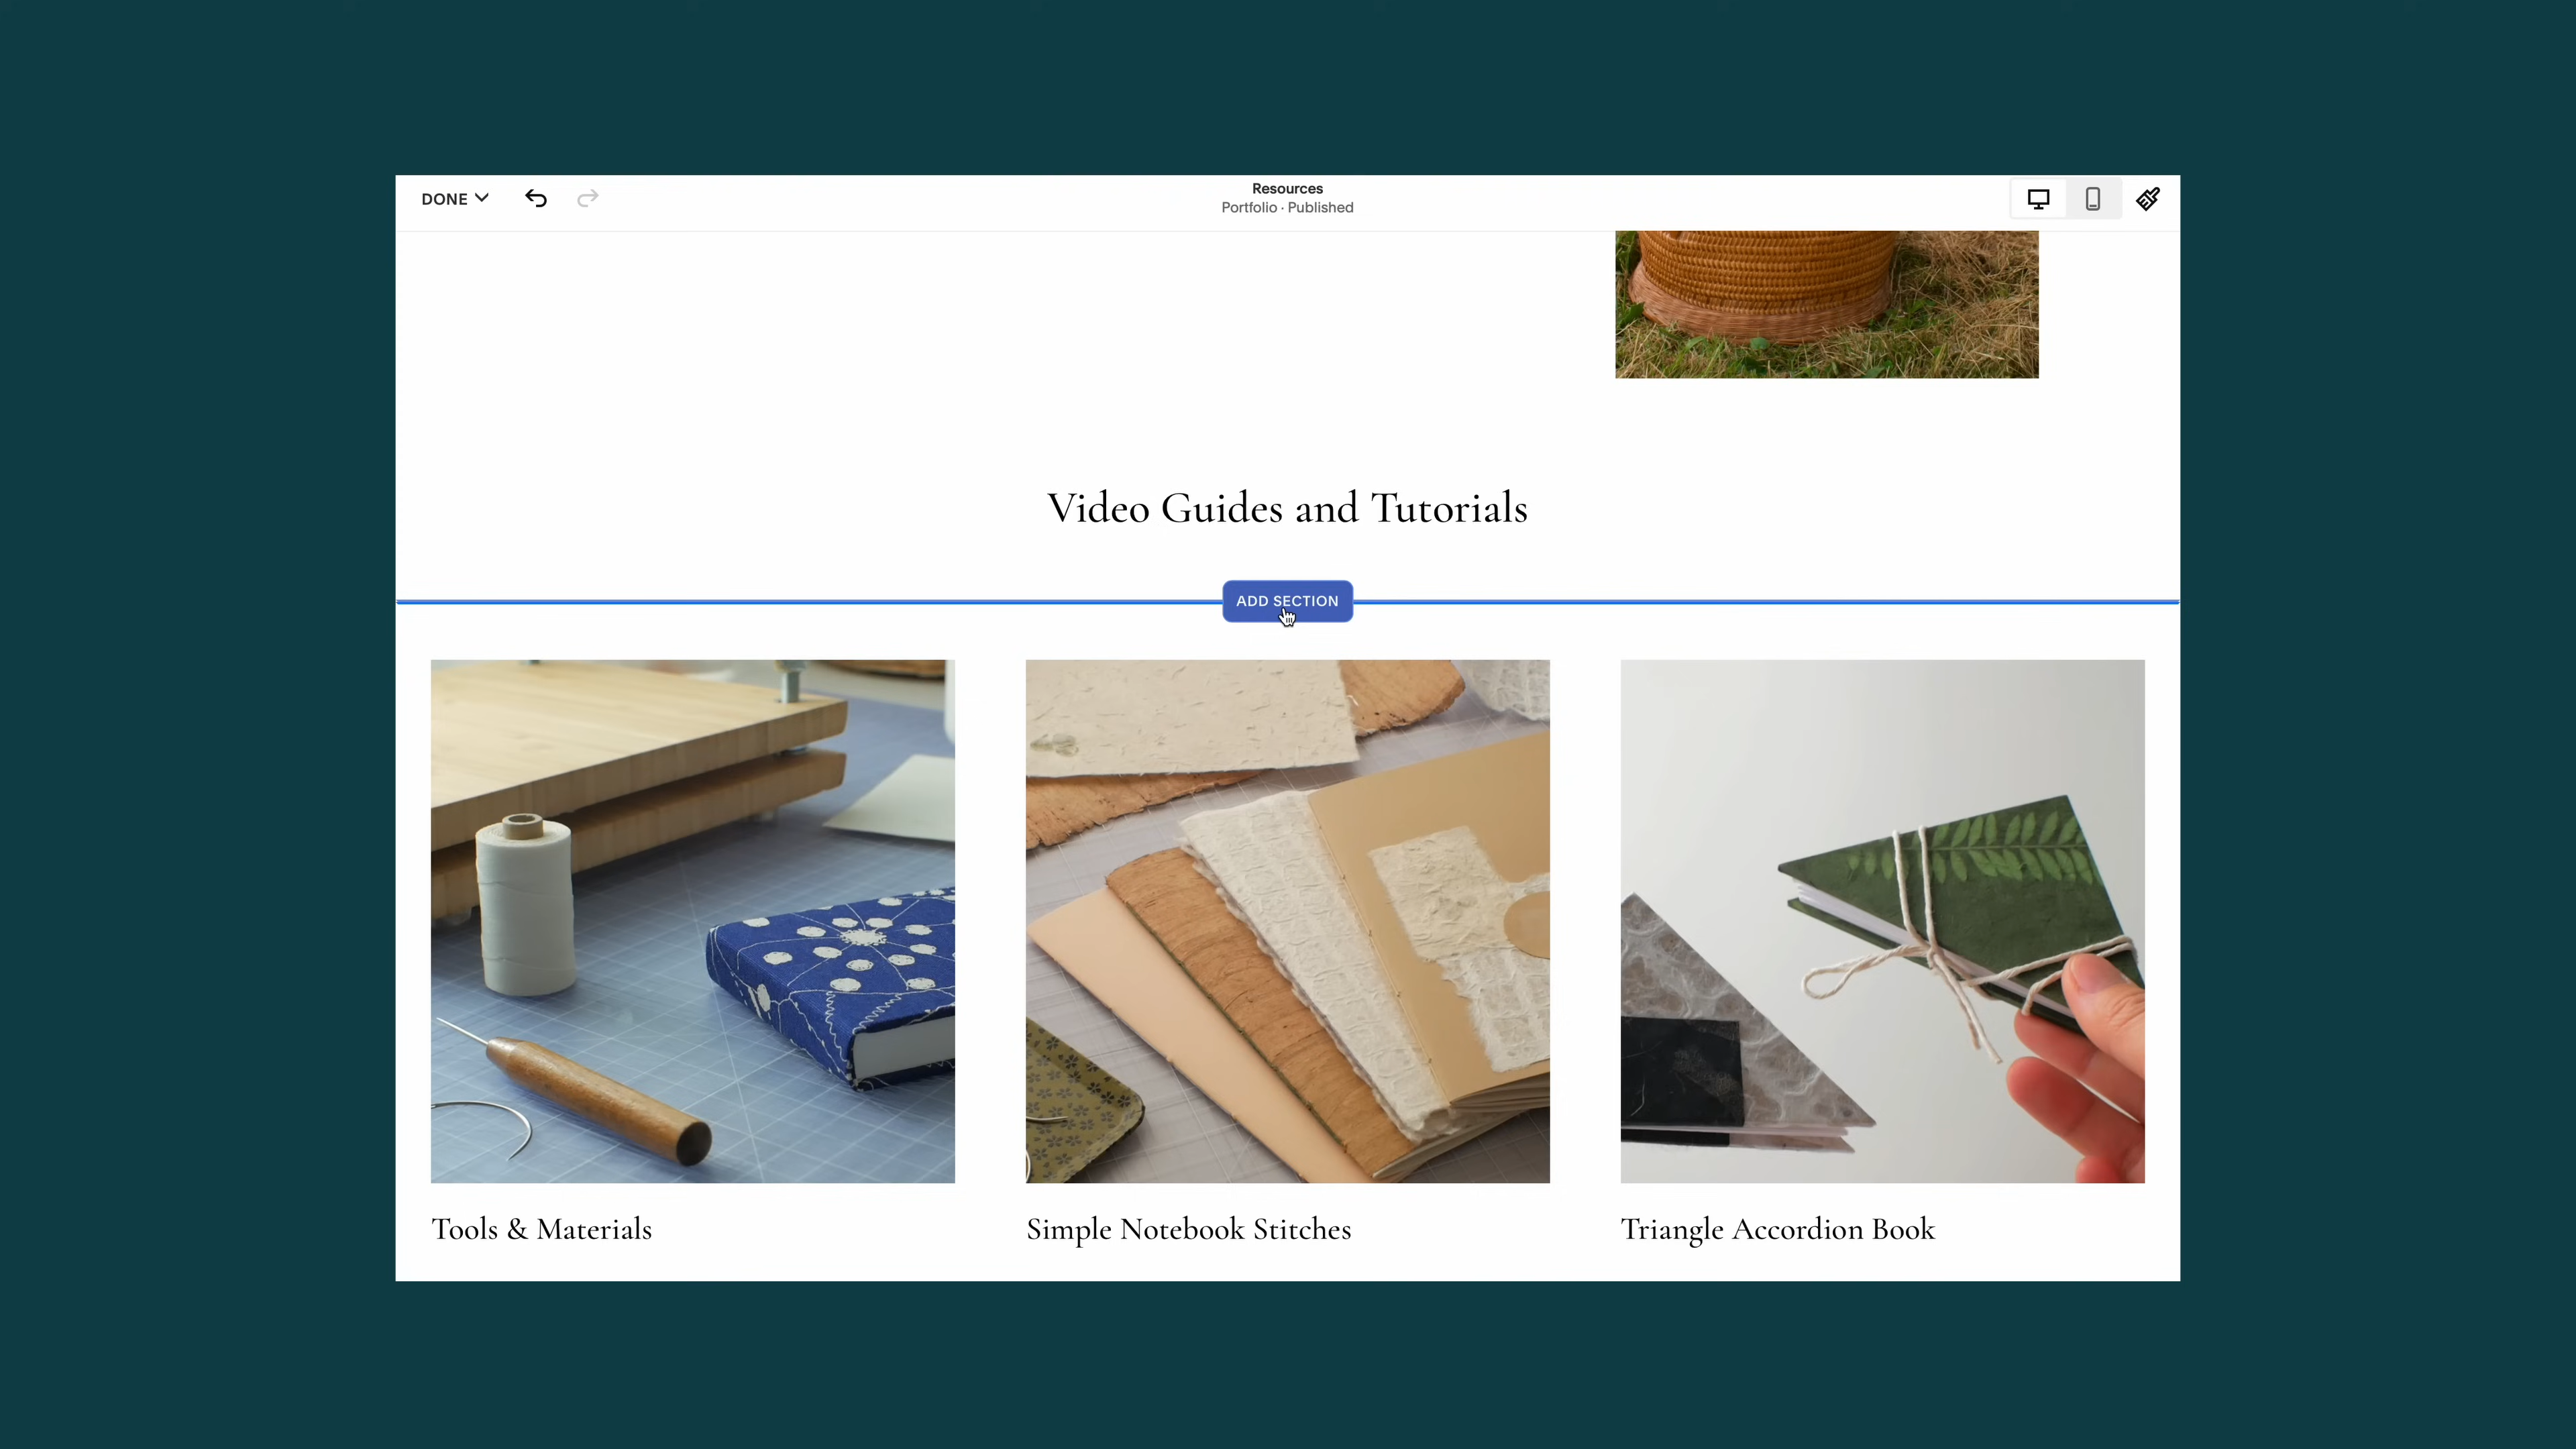 DONE
Resources
Portfolio · Published
Video Guides and Tutorials
ADD SECTION
Tools & Materials
Simple Notebook Stitches
Triangle Accordion Book